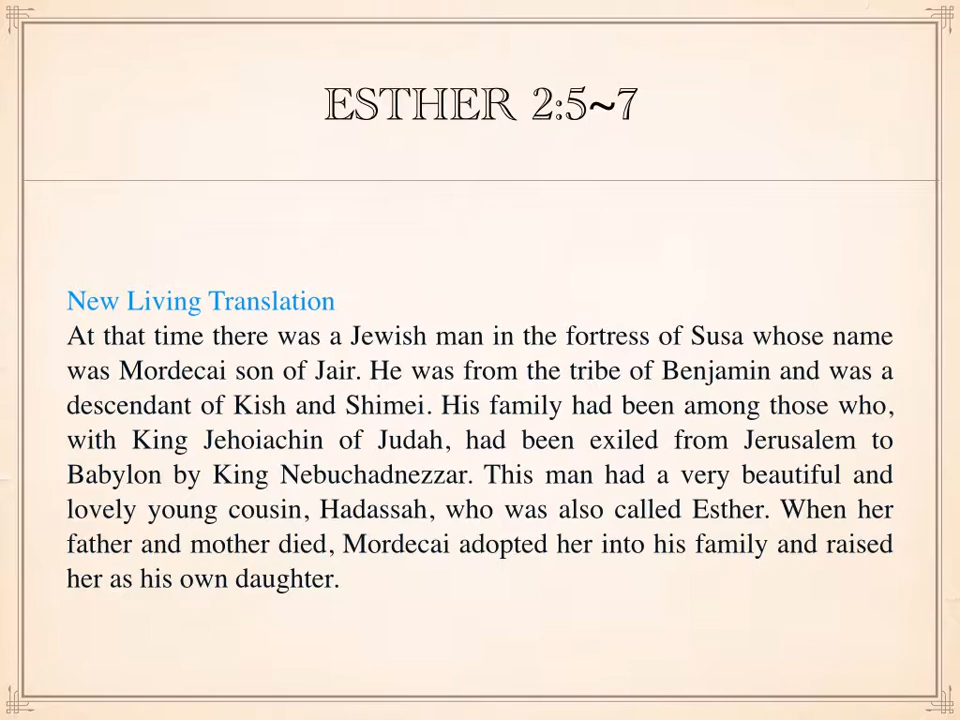 ESTHER 2:5~7
New Living Translation
At that time there was a Jewish man in the fortress of Susa whose name
was Mordecai son of Jair. He was from the tribe of Benjamin and was a
descendant of Kish and Shimei. His family had been among those who,
with King Jehoiachin of Judah, had been exiled from Jerusalem to
Babylon by King Nebuchadnezzar. This man had a very beautiful and
lovely young cousin, Hadassah, who was also called Esther. When her
father and mother died, Mordecai adopted her into his family and raised
her as his own daughter.